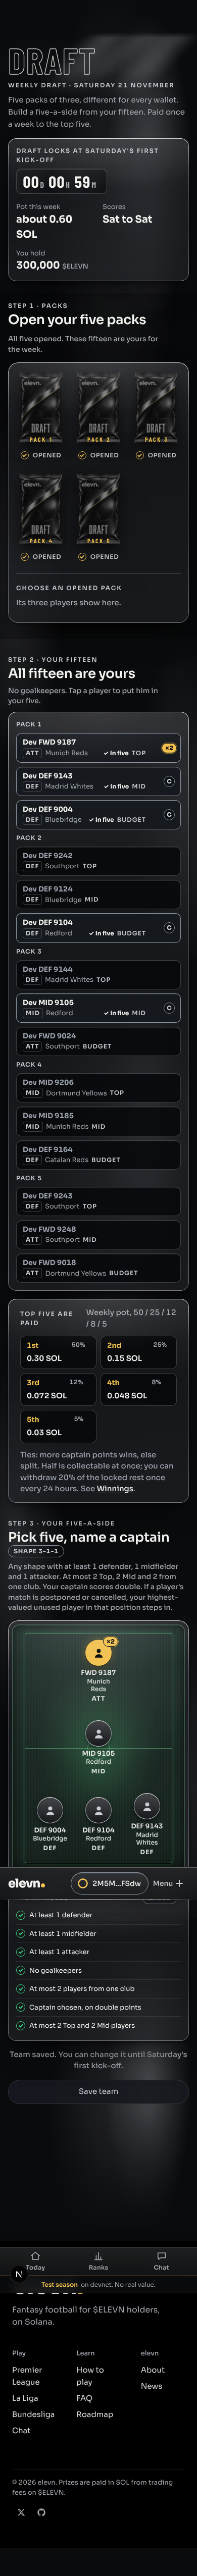 DRAFT
WEEKLY DRAFT · SATURDAY 21 NOVEMBER
Five packs of three, different for every wallet.
Build a five-a-side from your fifteen. Paid once
a week to the top five.
DRAFT LOCKS AT SATURDAY'S FIRST
KICK-OFF
00D 00H 59M
Pot this week
about 0.60
SOL
Scores
Sat to Sat
You hold
300,000 $ELEVN
STEP 1 · PACKS
Open your five packs
All five opened. These fifteen are yours for
the week.
elevn. DRAFT PACK 1
elevn. DRAFT PACK 2
elevn. DRAFT PACK 3
OPENED OPENED OPENED
elevn. DRAFT PACK 4
elevn. DRAFT PACK 5
OPENED OPENED
CHOOSE AN OPENED PACK
Its three players show here.
STEP 2 · YOUR FIFTEEN
All fifteen are yours
No goalkeepers. Tap a player to put him in
your five.
PACK 1
Dev FWD 9187
ATT Munich Reds ✓ In five TOP ×2
Dev DEF 9143
DEF Madrid Whites ✓ In five MID C
Dev DEF 9004
DEF Bluebridge ✓ In five BUDGET C
PACK 2
Dev DEF 9242
DEF Southport TOP
Dev DEF 9124
DEF Bluebridge MID
Dev DEF 9104
DEF Redford ✓ In five BUDGET C
PACK 3
Dev DEF 9144
DEF Madrid Whites TOP
Dev MID 9105
MID Redford ✓ In five MID C
Dev FWD 9024
ATT Southport BUDGET
PACK 4
Dev MID 9206
MID Dortmund Yellows TOP
Dev MID 9185
MID Munich Reds MID
Dev DEF 9164
DEF Catalan Reds BUDGET
PACK 5
Dev DEF 9243
DEF Southport TOP
Dev FWD 9248
ATT Southport MID
Dev FWD 9018
ATT Dortmund Yellows BUDGET
TOP FIVE ARE
PAID
Weekly pot, 50 / 25 / 12
/ 8 / 5
1st 50%
0.30 SOL
2nd 25%
0.15 SOL
3rd 12%
0.072 SOL
4th 8%
0.048 SOL
5th 5%
0.03 SOL
Ties: more captain points wins, else
split. Half is collectable at once; you can
withdraw 20% of the locked rest once
every 24 hours. See Winnings.
STEP 3 · YOUR FIVE-A-SIDE
Pick five, name a captain
SHAPE 3-1-1
Any shape with at least 1 defender, 1 midfielder
and 1 attacker. At most 2 Top, 2 Mid and 2 from
one club. Your captain scores double. If a player's
match is postponed or cancelled, your highest-
valued unused player in that position steps in.
×2
FWD 9187
Munich
Reds
ATT
MID 9105
Redford
MID
DEF 9004
Bluebridge
DEF
DEF 9104
Redford
DEF
DEF 9143
Madrid
Whites
DEF
elevn.
2M5M...FSdw
Menu
At least 1 defender
At least 1 midfielder
At least 1 attacker
No goalkeepers
At most 2 players from one club
Captain chosen, on double points
At most 2 Top and 2 Mid players
Team saved. You can change it until Saturday's
first kick-off.
Save team
Today
Ranks
Chat
N
Test season on devnet. No real value.
Fantasy football for $ELEVN holders,
on Solana.
Play
Premier
League
La Liga
Bundesliga
Chat
Learn
How to
play
FAQ
Roadmap
elevn
About
News
© 2026 elevn. Prizes are paid in SOL from trading
fees on $ELEVN.